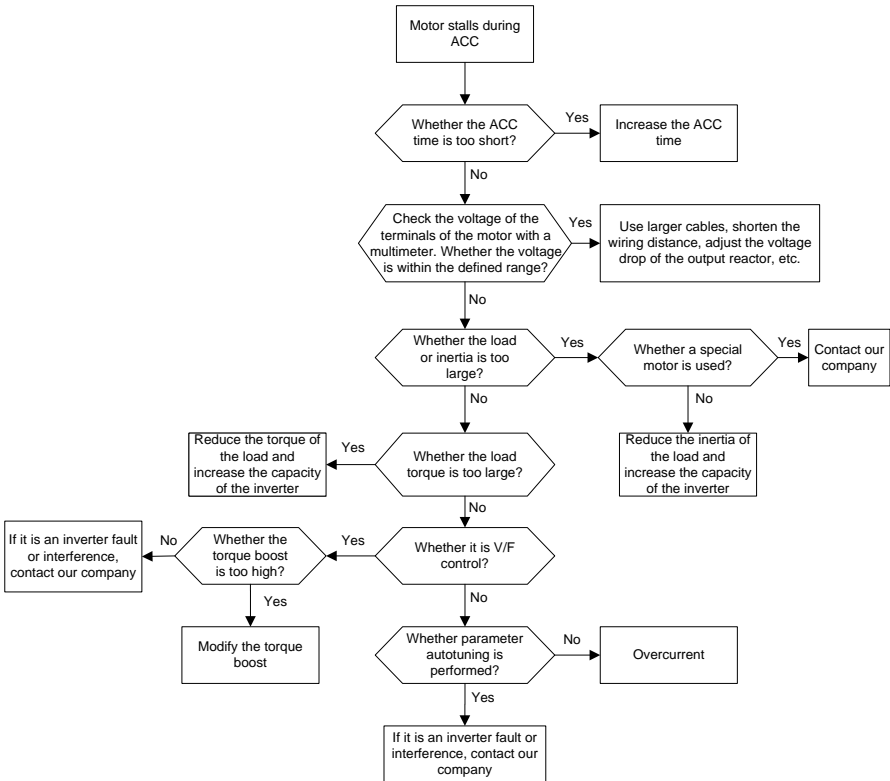 Motor stalls during
ACC
Whether the ACC
time is too short?
Yes
Increase the ACC
time
No
Check the voltage of the
terminals of the motor with a
multimeter. Whether the voltage
is within the defined range?
Yes
Use larger cables, shorten the
wiring distance, adjust the voltage
drop of the output reactor, etc.
No
Whether the load
or inertia is too
large?
Yes
Whether a special
motor is used?
Yes
Contact our
company
No
No
Reduce the inertia of
the load and
increase the capacity
of the inverter
Whether the load
torque is too large?
Yes
Reduce the torque of
the load and
increase the capacity
of the inverter
No
Whether it is V/F
control?
Yes
Whether the
torque boost
is too high?
No
If it is an inverter fault
or interference,
contact our company
Yes
Modify the torque
boost
No
Whether parameter
autotuning is
performed?
No
Overcurrent
Yes
If it is an inverter fault or
interference, contact our
company